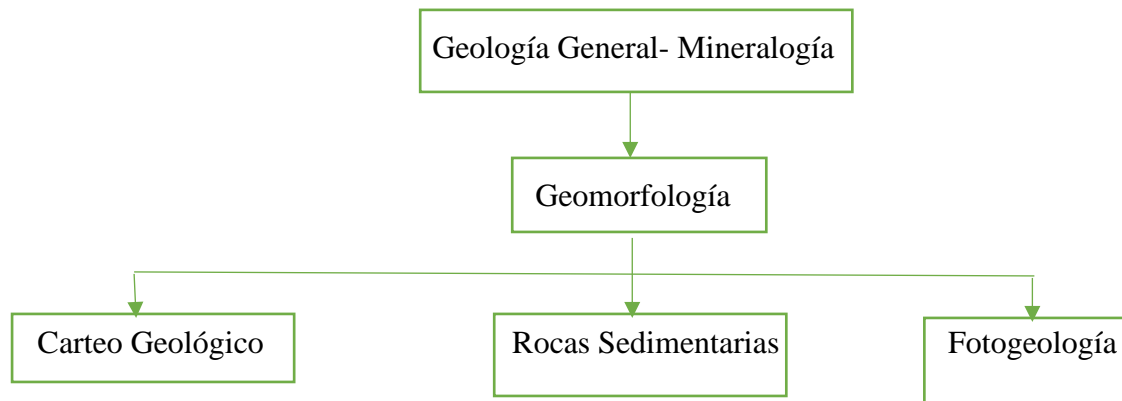 Geología General- Mineralogía
Geomorfología
Carteo Geológico
Rocas Sedimentarias
Fotogeología